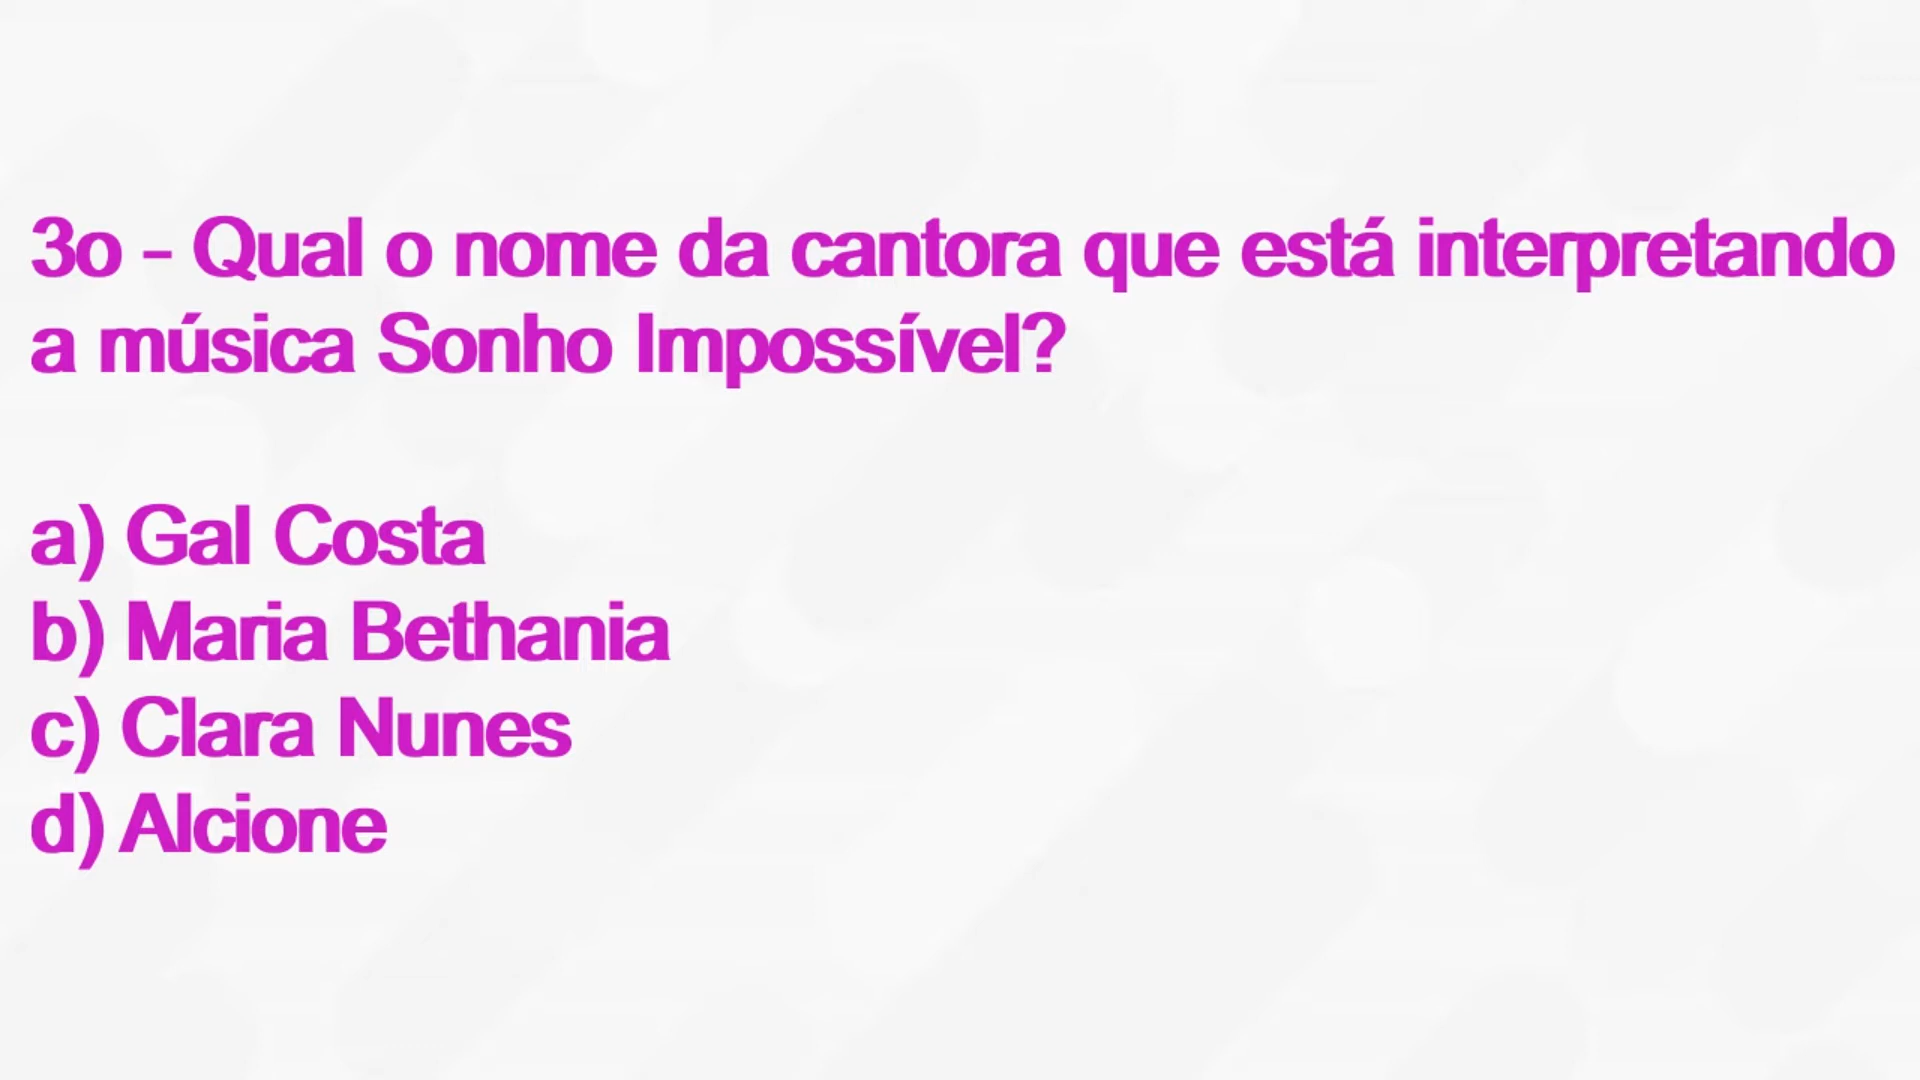 3o - Qual o nome da cantora que está interpretando
a música Sonho Impossível?
a) Gal Costa
b) Maria Bethania
c) Clara Nunes
d) Alcione